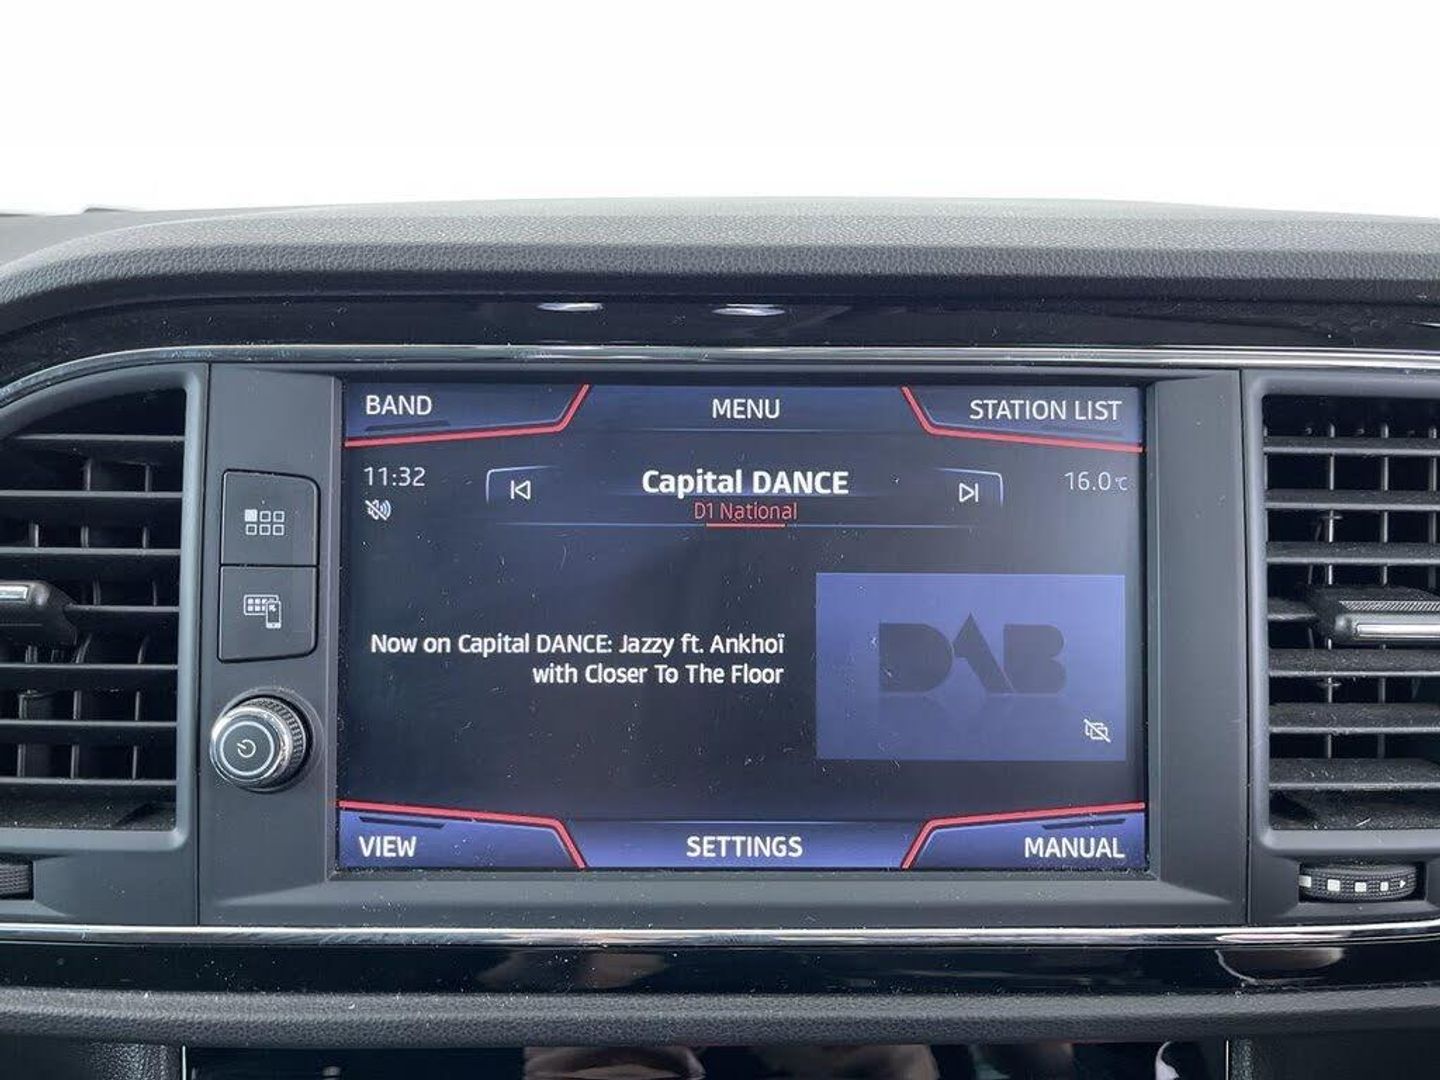 BAND MENU STATION LIST
11:32 Capital DANCE 16.0°C
D1 National
Now on Capital DANCE: Jazzy ft. Ankhoï
with Closer To The Floor
DAB
VIEW SETTINGS MANUAL